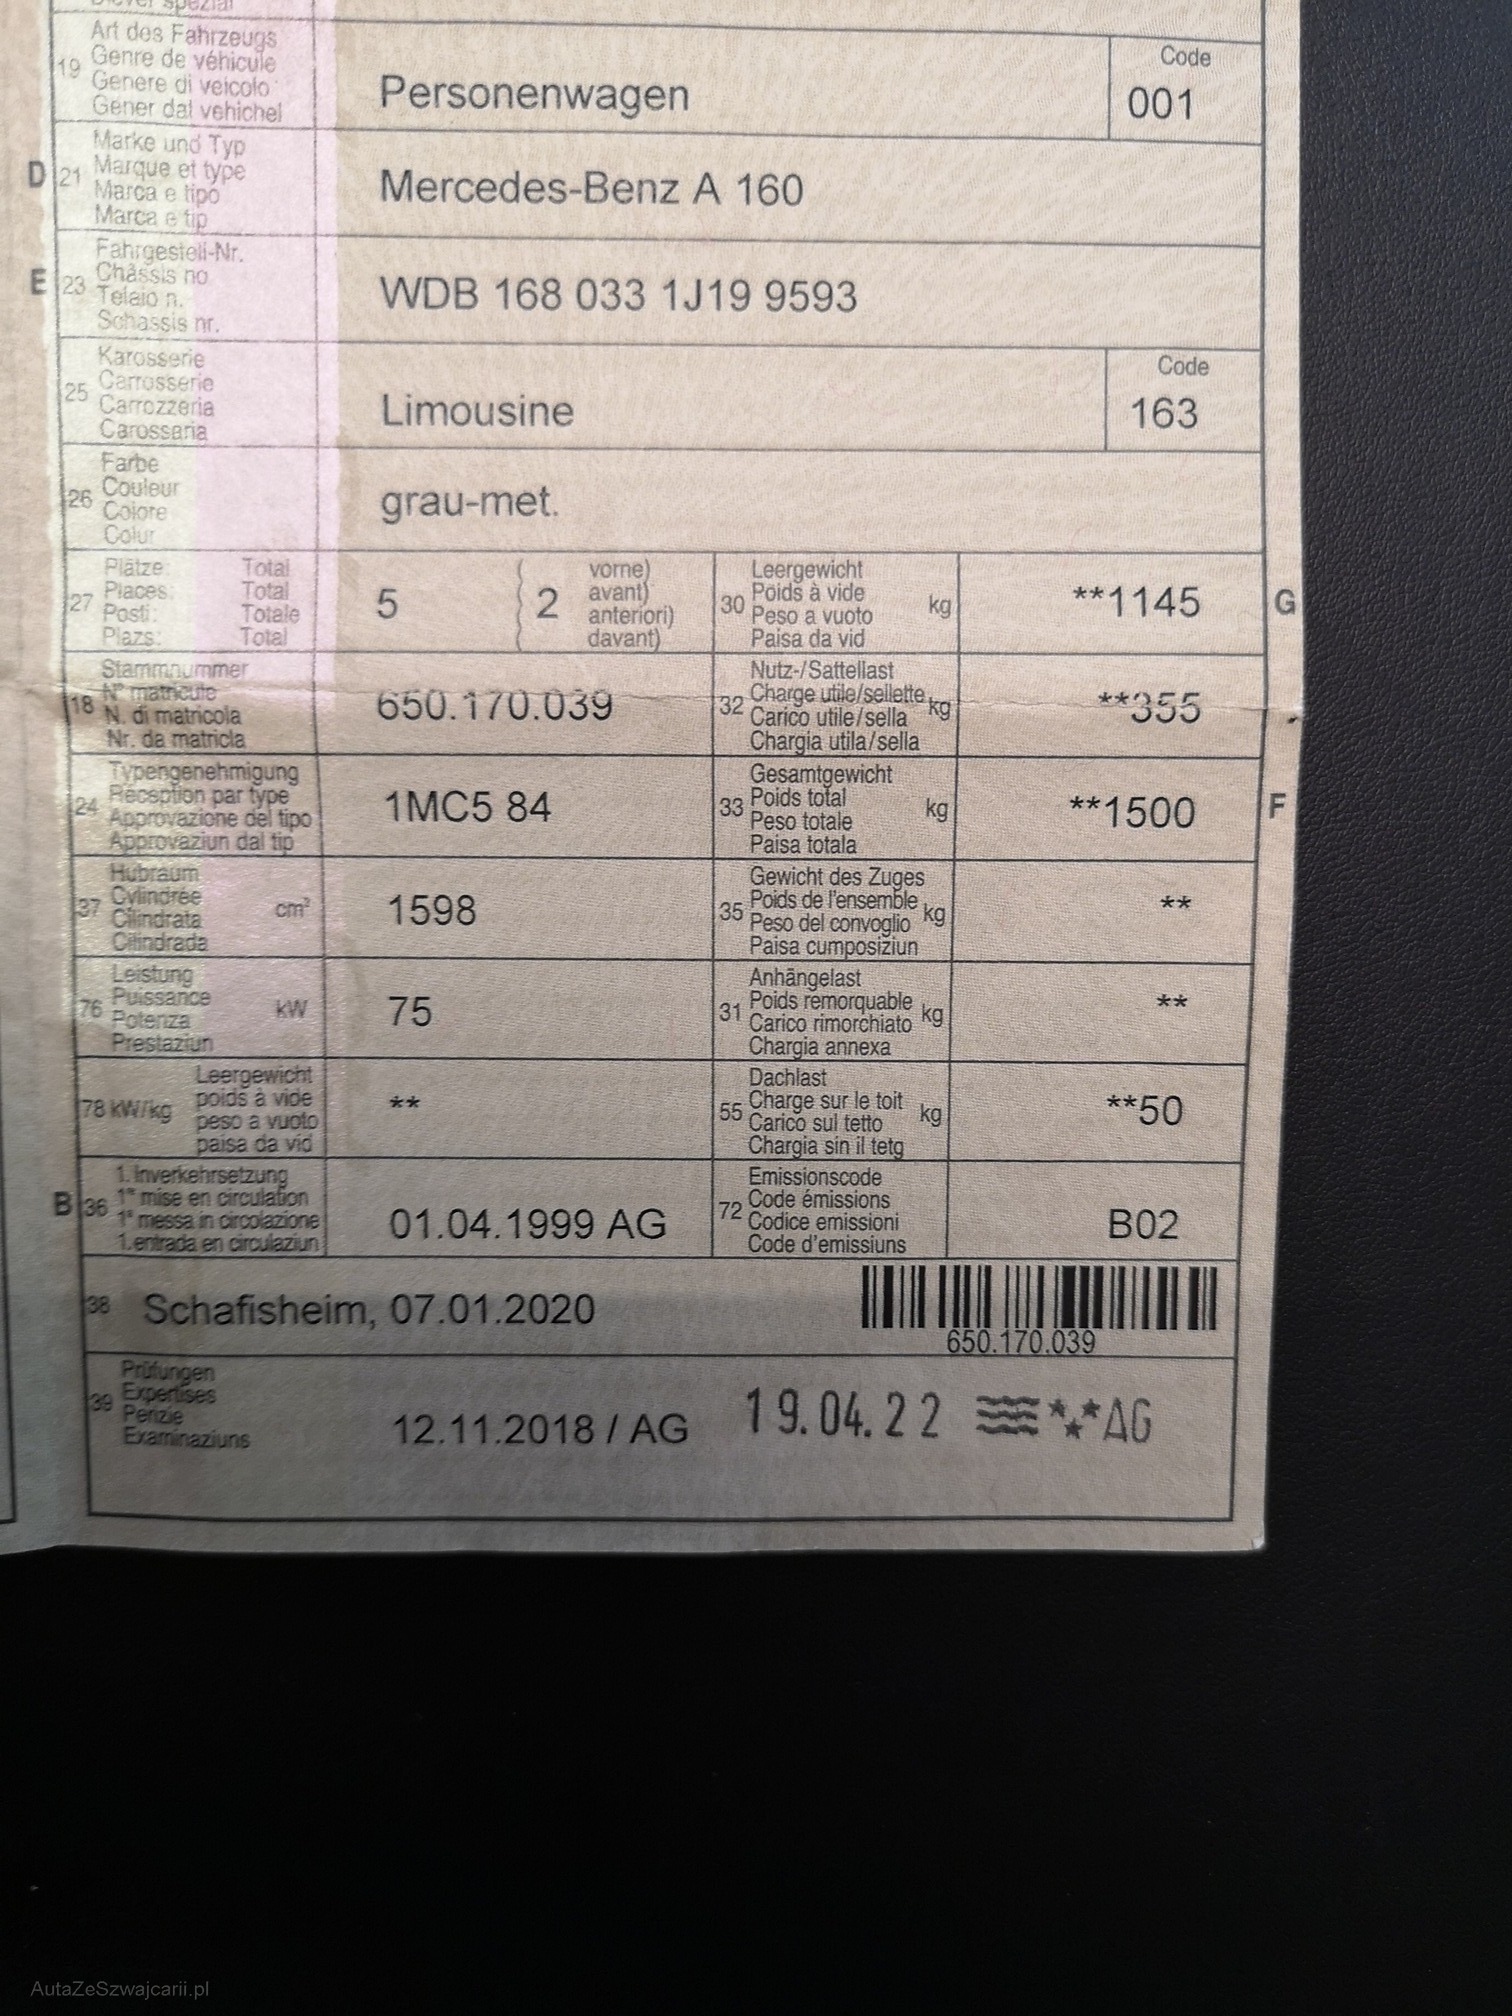 19 Art des Fahrzeugs
Genre de véhicule
Genere di veicolo
Gener dal vehichel
Personenwagen
Code
001
D 21 Marke und Typ
Marque et type
Marca e tipo
Marca e tip
Mercedes-Benz A 160
E 23 Fahrgestell-Nr.
Châssis no
Telaio n.
Schassis nr.
WDB 168 033 1J19 9593
25 Karosserie
Carrosserie
Carrozzeria
Carossaria
Limousine
Code
163
26 Farbe
Couleur
Colore
Colur
grau-met.
27 Plätze: Total
Places: Total
Posti: Totale
Plazs: Total
5 ( 2 vorne)
avant)
anteriori)
davant)
30 Leergewicht
Poids à vide
Peso a vuoto
Paisa da vid
kg **1145 G
18 Stammnummer
N° matricule
N. di matricola
Nr. da matricla
650.170.039
32 Nutz-/Sattellast
Charge utile/sellette
Carico utile/sella
Chargia utila/sella
kg **355
24 Typengenehmigung
Réception par type
Approvazione del tipo
Approvaziun dal tip
1MC5 84
33 Gesamtgewicht
Poids total
Peso totale
Paisa totala
kg **1500 F
37 Hubraum
Cylindrée
Cilindrata
Cilindrada
cm³ 1598
35 Gewicht des Zuges
Poids de l'ensemble
Peso del convoglio
Paisa cumposiziun
kg **
76 Leistung
Puissance
Potenza
Prestaziun
kW 75
31 Anhängelast
Poids remorquable
Carico rimorchiato
Chargia annexa
kg **
78 kW/kg Leergewicht
poids à vide
peso a vuoto
paisa da vid
**
55 Dachlast
Charge sur le toit
Carico sul tetto
Chargia sin il tetg
kg **50
B 36 1. Inverkehrsetzung
1re mise en circulation
1a messa in circolazione
1. entrada en circulaziun
01.04.1999 AG
72 Emissionscode
Code émissions
Codice emissioni
Code d'emissiuns
B02
38 Schafisheim, 07.01.2020
650.170.039
39 Prüfungen
Expertises
Perizie
Examinaziuns
12.11.2018 / AG
19.04.22 AG
AutaZeSzwajcarii.pl